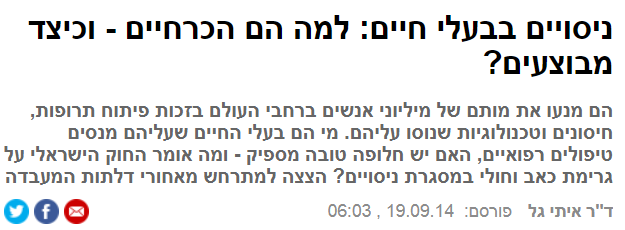 ניסויים בבעלי חיים: למה הם הכרחיים - וכיצד
מבוצעים?
הם מנעו את מותם של מיליוני אנשים ברחבי העולם בזכות פיתוח תרופות,
חיסונים וטכנולוגיות שנוסו עליהם. מי הם בעלי החיים שעליהם מנסים
טיפולים רפואיים, האם יש חלופה טובה מספיק - ומה אומר החוק הישראלי על
גרימת כאב וחולי במסגרת ניסויים? הצצה למתרחש מאחורי דלתות המעבדה
ד"ר איתי גל פורסם: 19.09.14 , 06:03